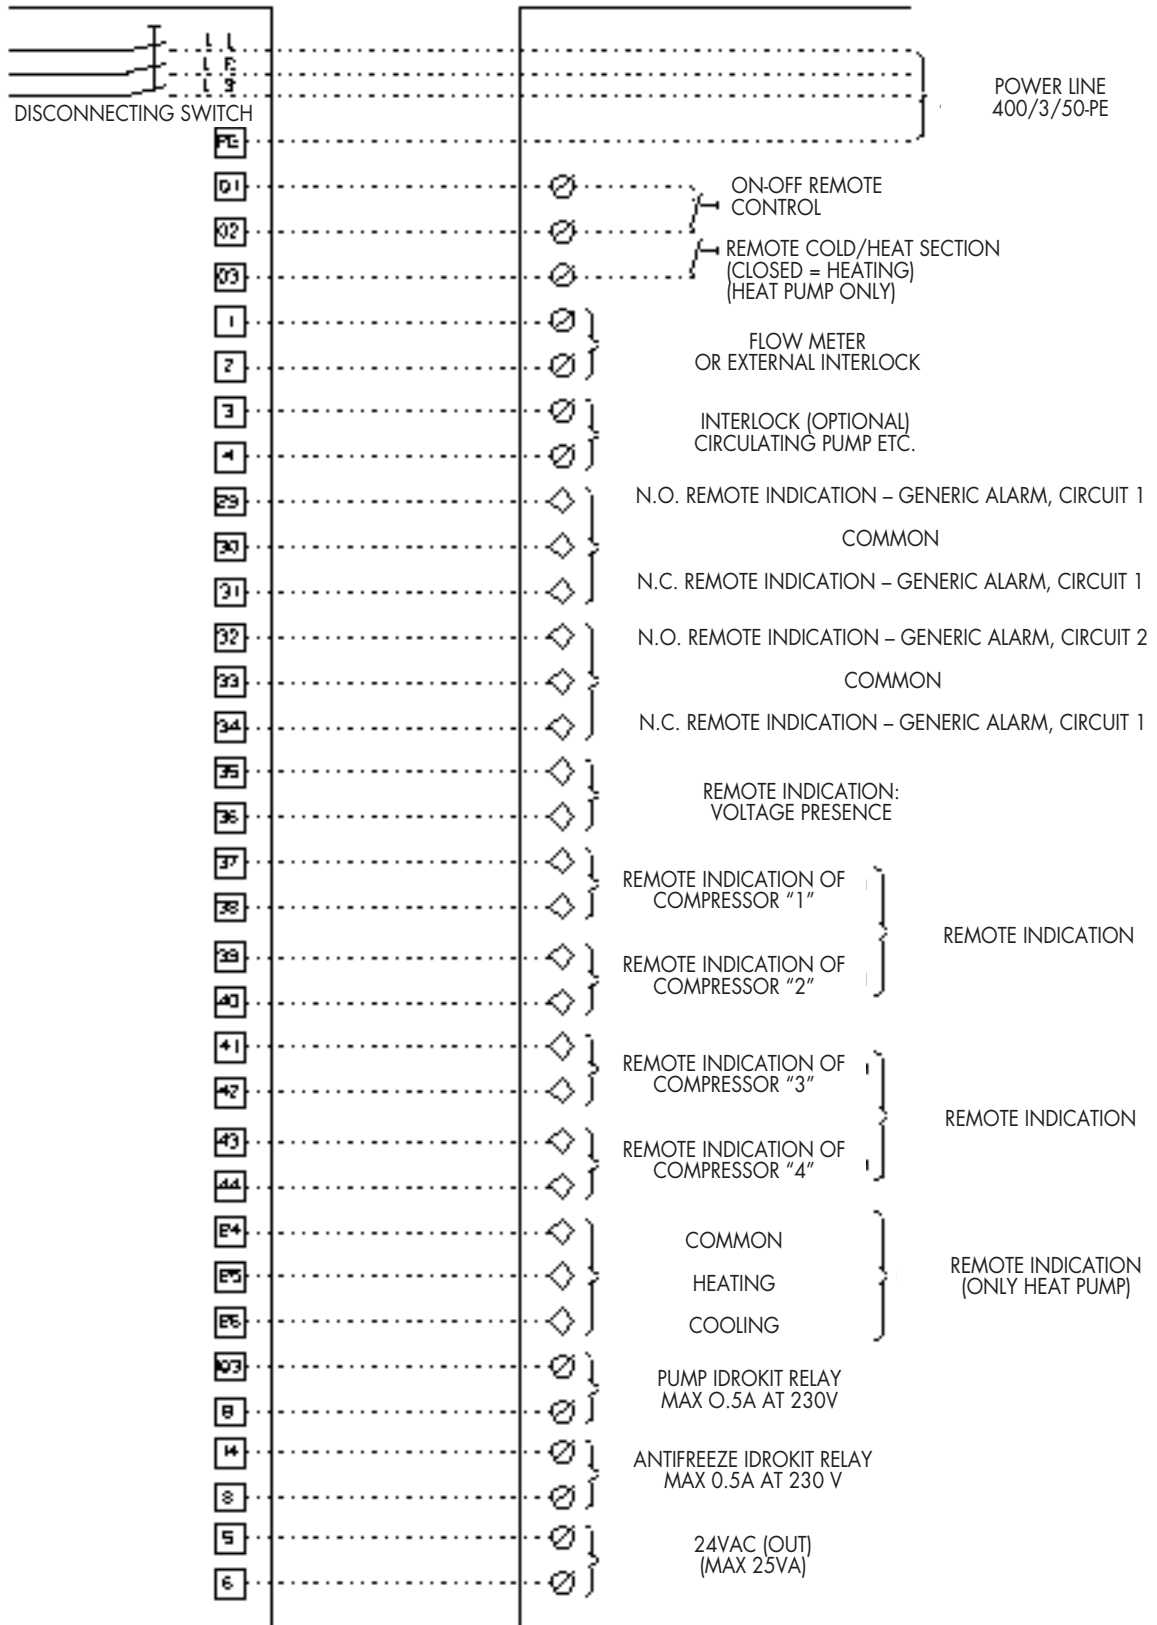 L 1
L 2
L 3
POWER LINE
400/3/50-PE
DISCONNECTING SWITCH
PE
01
ON-OFF REMOTE
CONTROL
02
REMOTE COLD/HEAT SECTION
(CLOSED = HEATING)
(HEAT PUMP ONLY)
03
1
FLOW METER
OR EXTERNAL INTERLOCK
2
3
INTERLOCK (OPTIONAL)
CIRCULATING PUMP ETC.
4
29
N.O. REMOTE INDICATION – GENERIC ALARM, CIRCUIT 1
30
COMMON
31
N.C. REMOTE INDICATION – GENERIC ALARM, CIRCUIT 1
32
N.O. REMOTE INDICATION – GENERIC ALARM, CIRCUIT 2
33
COMMON
34
N.C. REMOTE INDICATION – GENERIC ALARM, CIRCUIT 1
35
REMOTE INDICATION:
VOLTAGE PRESENCE
36
37
REMOTE INDICATION OF
COMPRESSOR “1”
38
REMOTE INDICATION
39
REMOTE INDICATION OF
COMPRESSOR “2”
40
41
REMOTE INDICATION OF
COMPRESSOR “3”
42
REMOTE INDICATION
43
REMOTE INDICATION OF
COMPRESSOR “4”
44
COMMON
HEATING
REMOTE INDICATION
(ONLY HEAT PUMP)
COOLING
103
PUMP IDROKIT RELAY
MAX O.5A AT 230V
8
14
ANTIFREEZE IDROKIT RELAY
MAX 0.5A AT 230 V
8
5
24VAC (OUT)
(MAX 25VA)
6